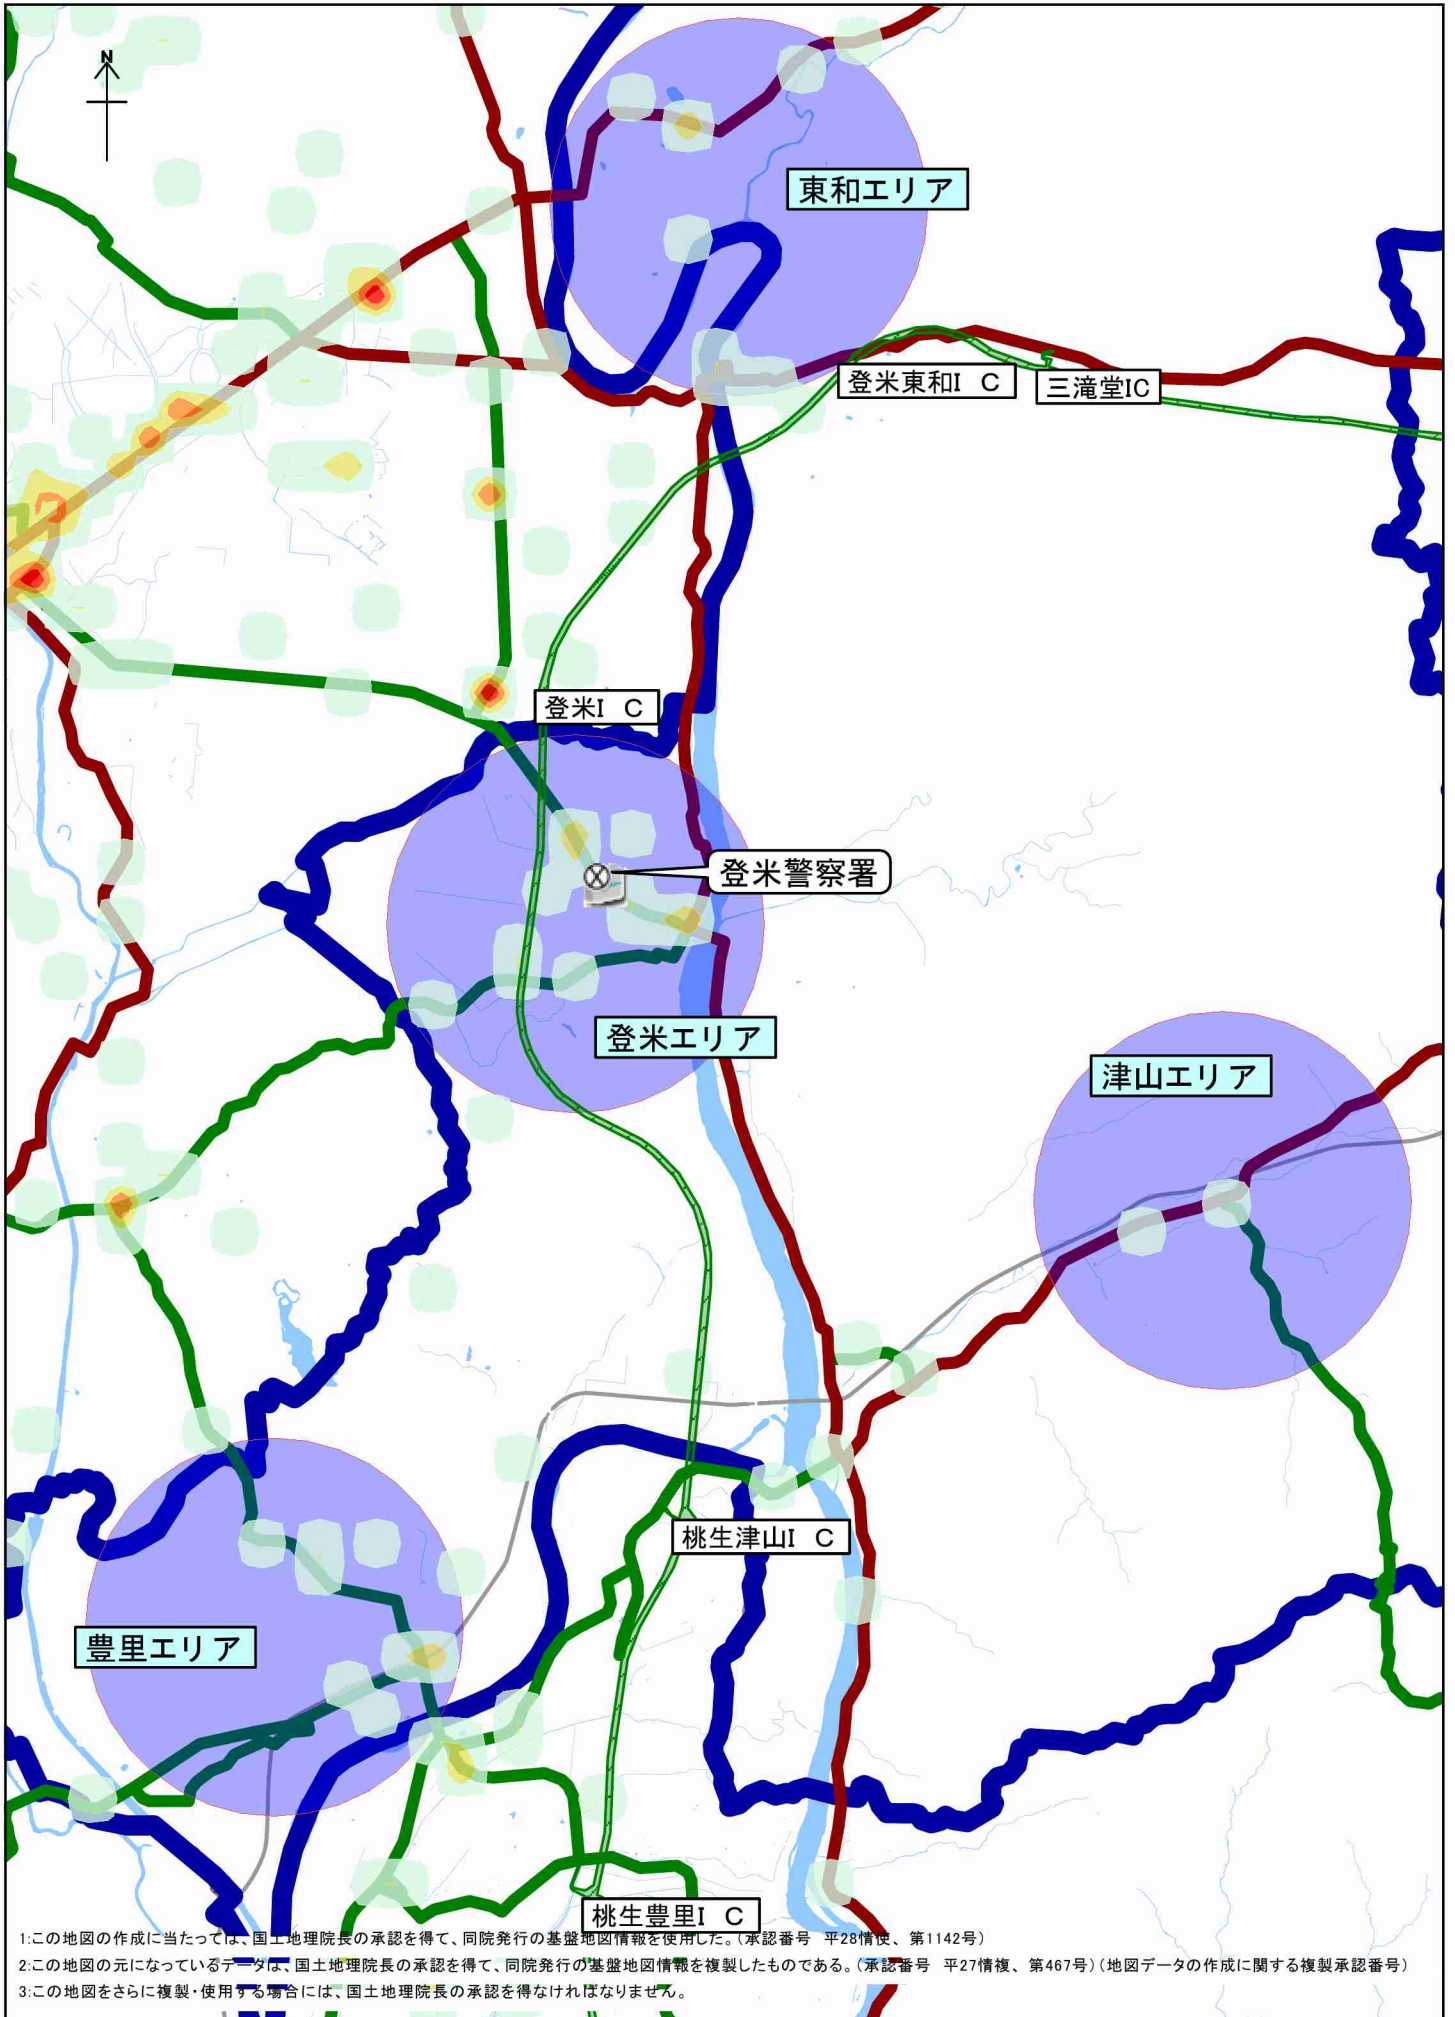 N
東和エリア
登米東和I C
三滝堂IC
登米I C
登米警察署
登米エリア
津山エリア
桃生津山I C
豊里エリア
桃生豊里I C
1:この地図の作成に当たっては、国土地理院長の承認を得て、同院発行の基盤地図情報を使用した。(承認番号 平28情使、第1142号)
2:この地図の元になっているデータは、国土地理院長の承認を得て、同院発行の基盤地図情報を複製したものである。(承認番号 平27情複、第467号)(地図データの作成に関する複製承認番号)
3:この地図をさらに複製・使用する場合には、国土地理院長の承認を得なければなりません。